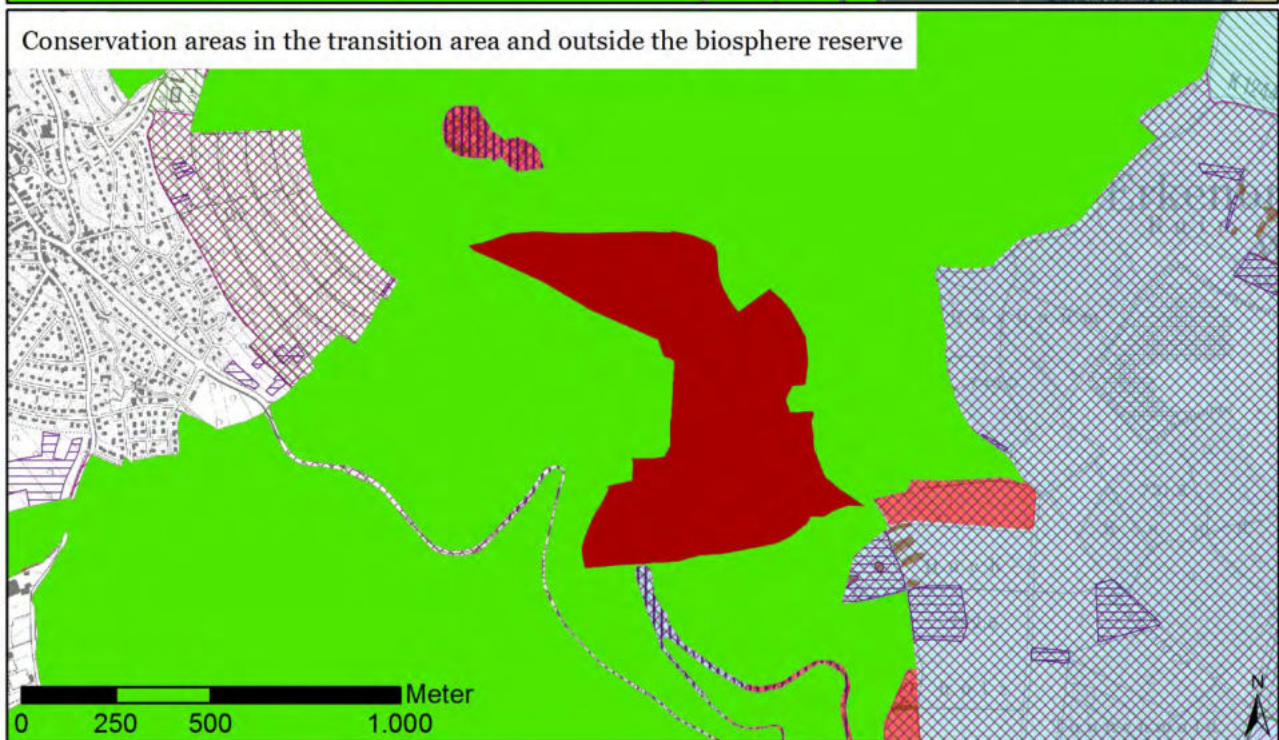 Conservation areas in the transition area and outside the biosphere reserve
Meter
0 250 500 1.000
N